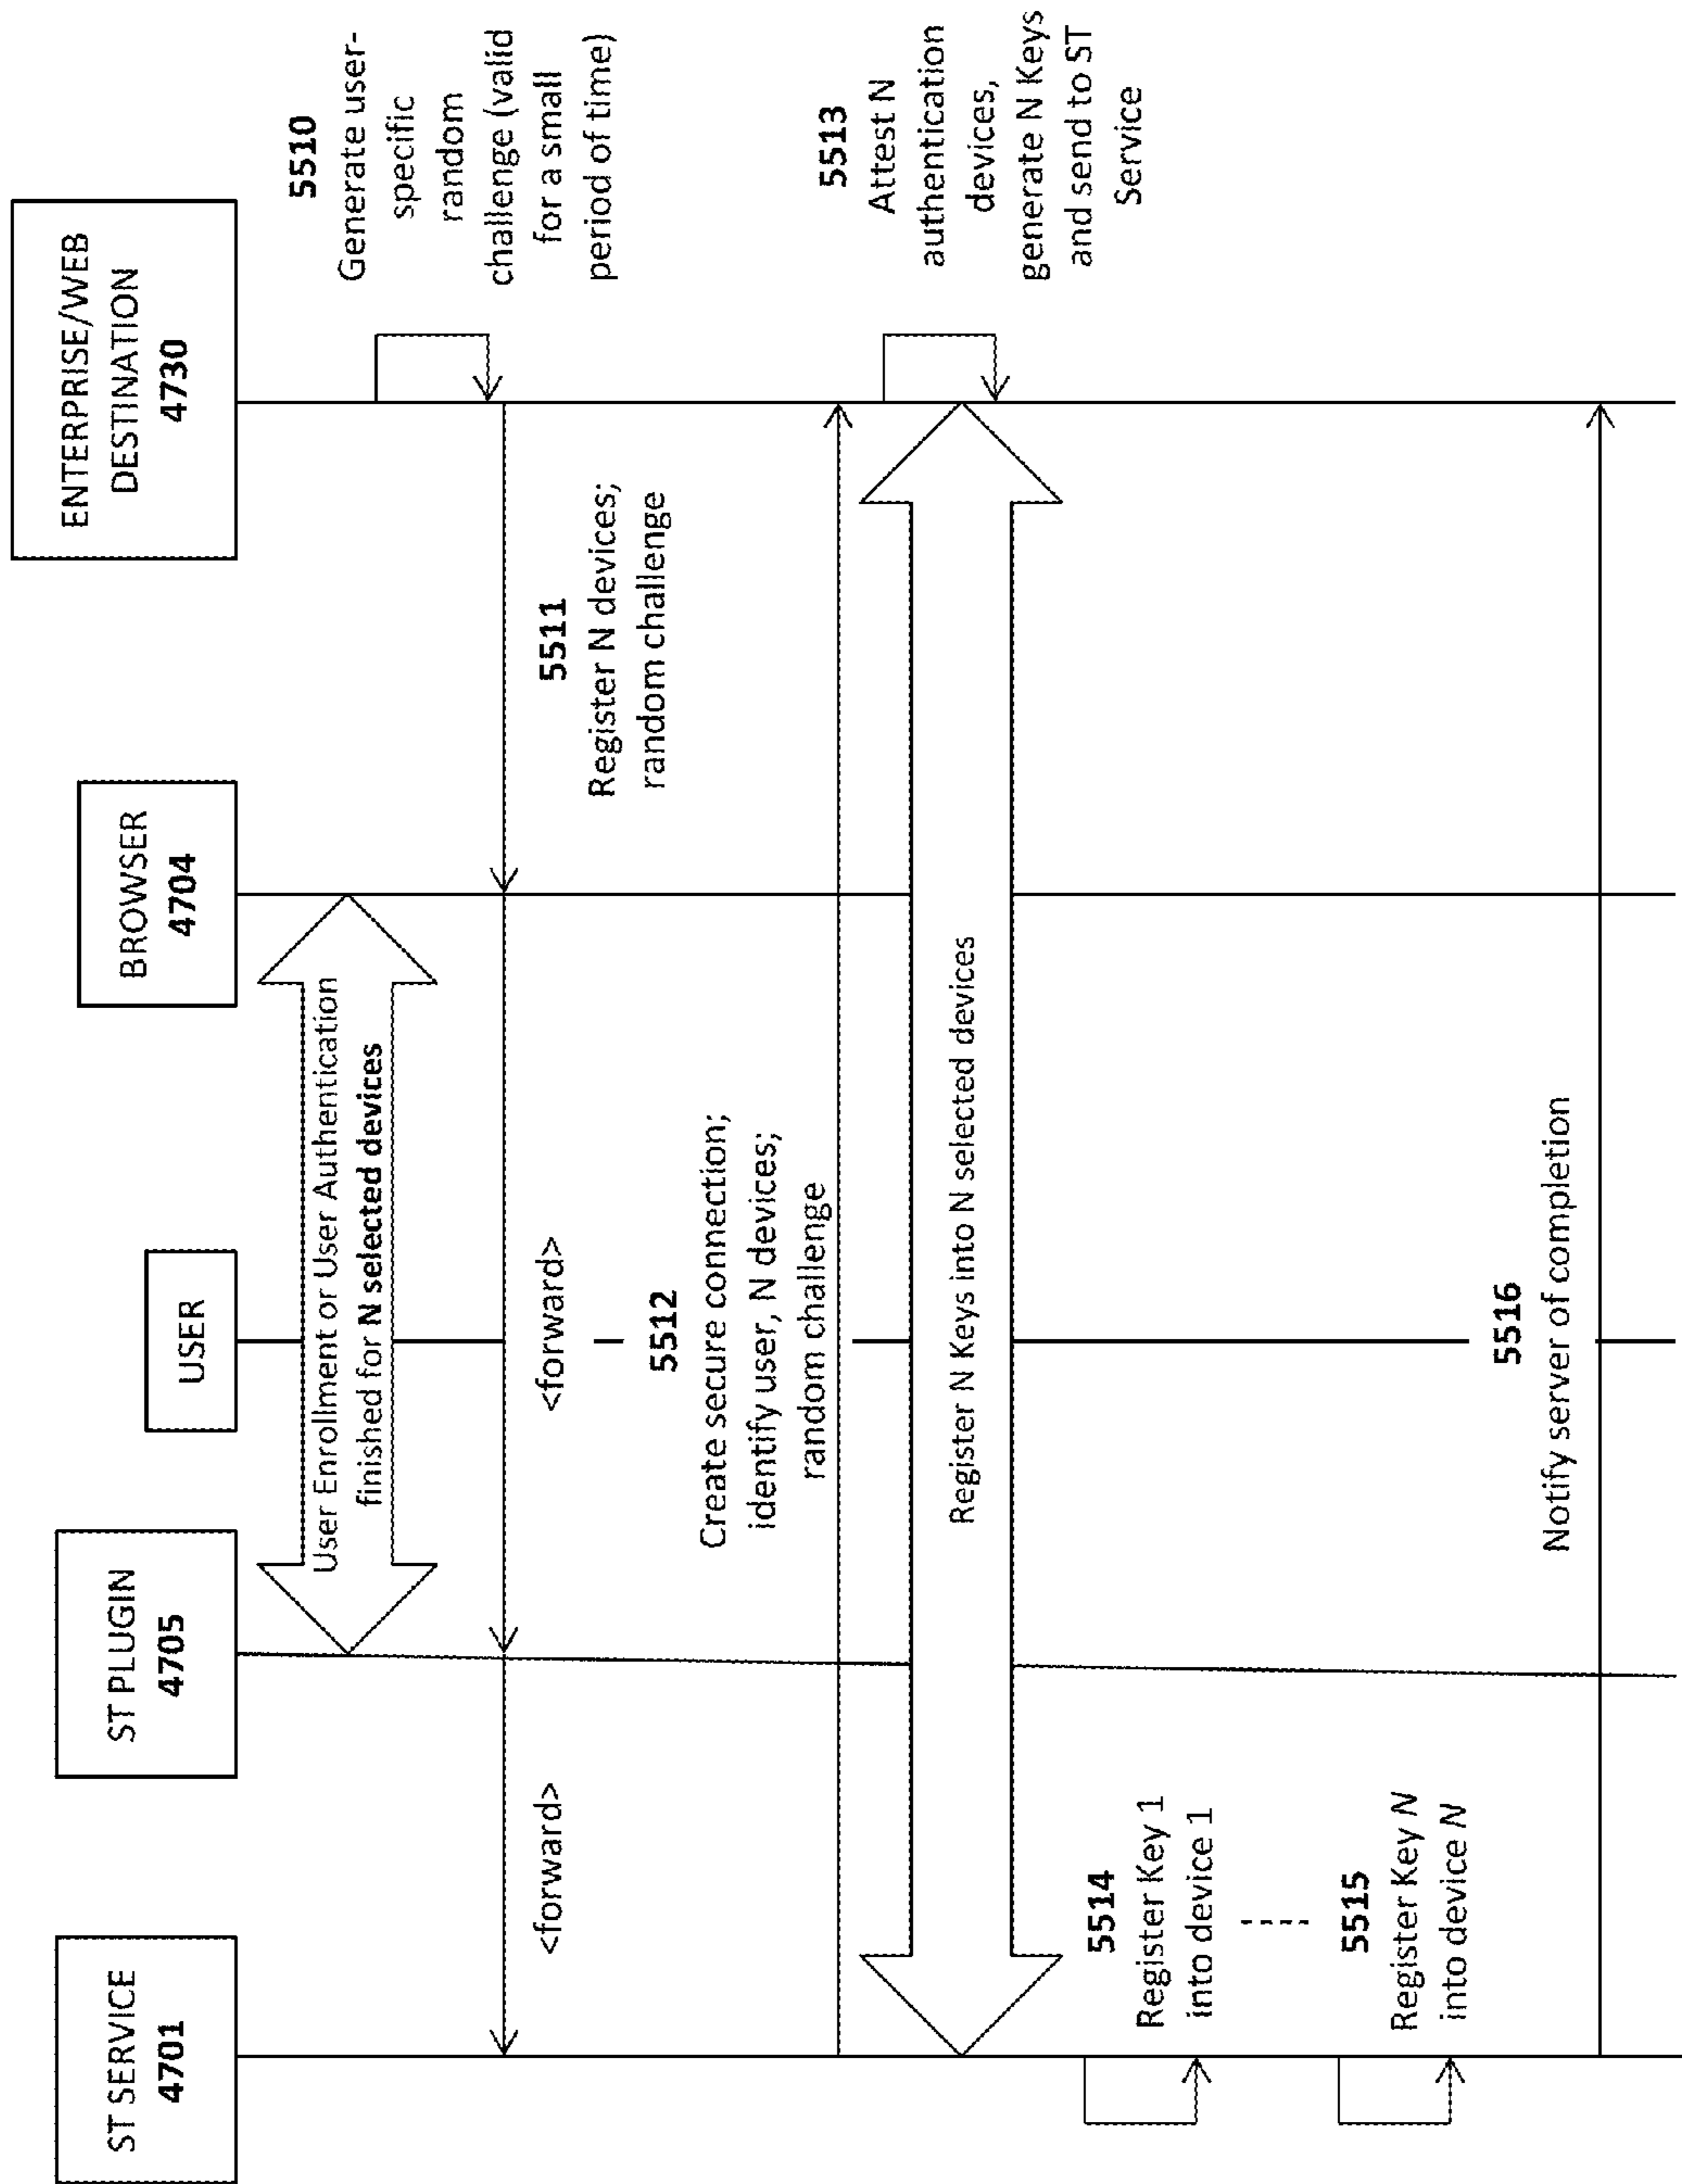 ST SERVICE
4701
ST PLUGIN
4705
USER
BROWSER
4704
ENTERPRISE/WEB
DESTINATION
4730
User Enrollment or User Authentication
finished for N selected devices
5510
Generate user-
specific
random
challenge (valid
for a small
period of time)
5511
Register N devices;
random challenge
<forward>
<forward>
5512
Create secure connection;
identify user, N devices;
random challenge
5513
Attest N
authentication
devices,
generate N Keys
and send to ST
Service
Register N Keys into N selected devices
5514
Register Key 1
into device 1
5515
Register Key N
into device N
5516
Notify server of completion